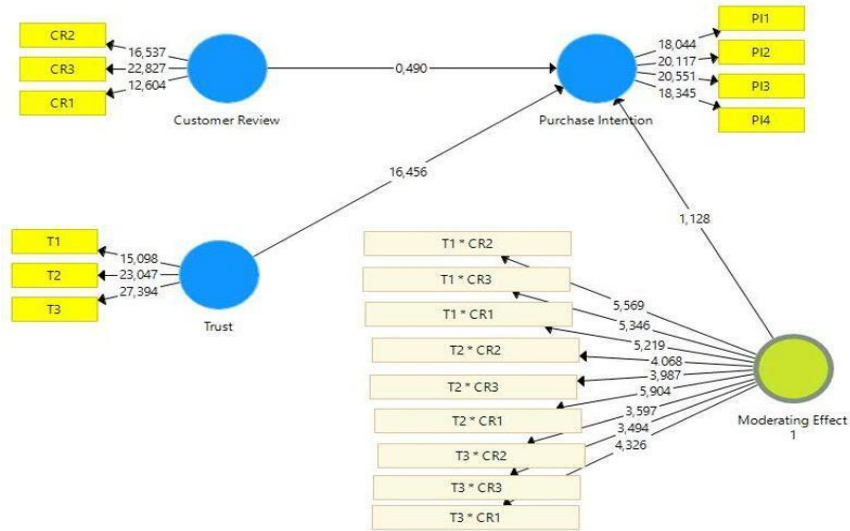 CR2
CR3
CR1
16,537
22,827
12,604
Customer Review
0,490
Purchase Intention
18,044
20,117
20,551
18,345
PI1
PI2
PI3
PI4
16,456
1,128
T1
T2
T3
15,098
23,047
27,394
Trust
T1 * CR2
T1 * CR3
T1 * CR1
T2 * CR2
T2 * CR3
T2 * CR1
T3 * CR2
T3 * CR3
T3 * CR1
5,569
5,346
5,219
4,068
3,987
5,904
3,597
3,494
4,326
Moderating Effect
1